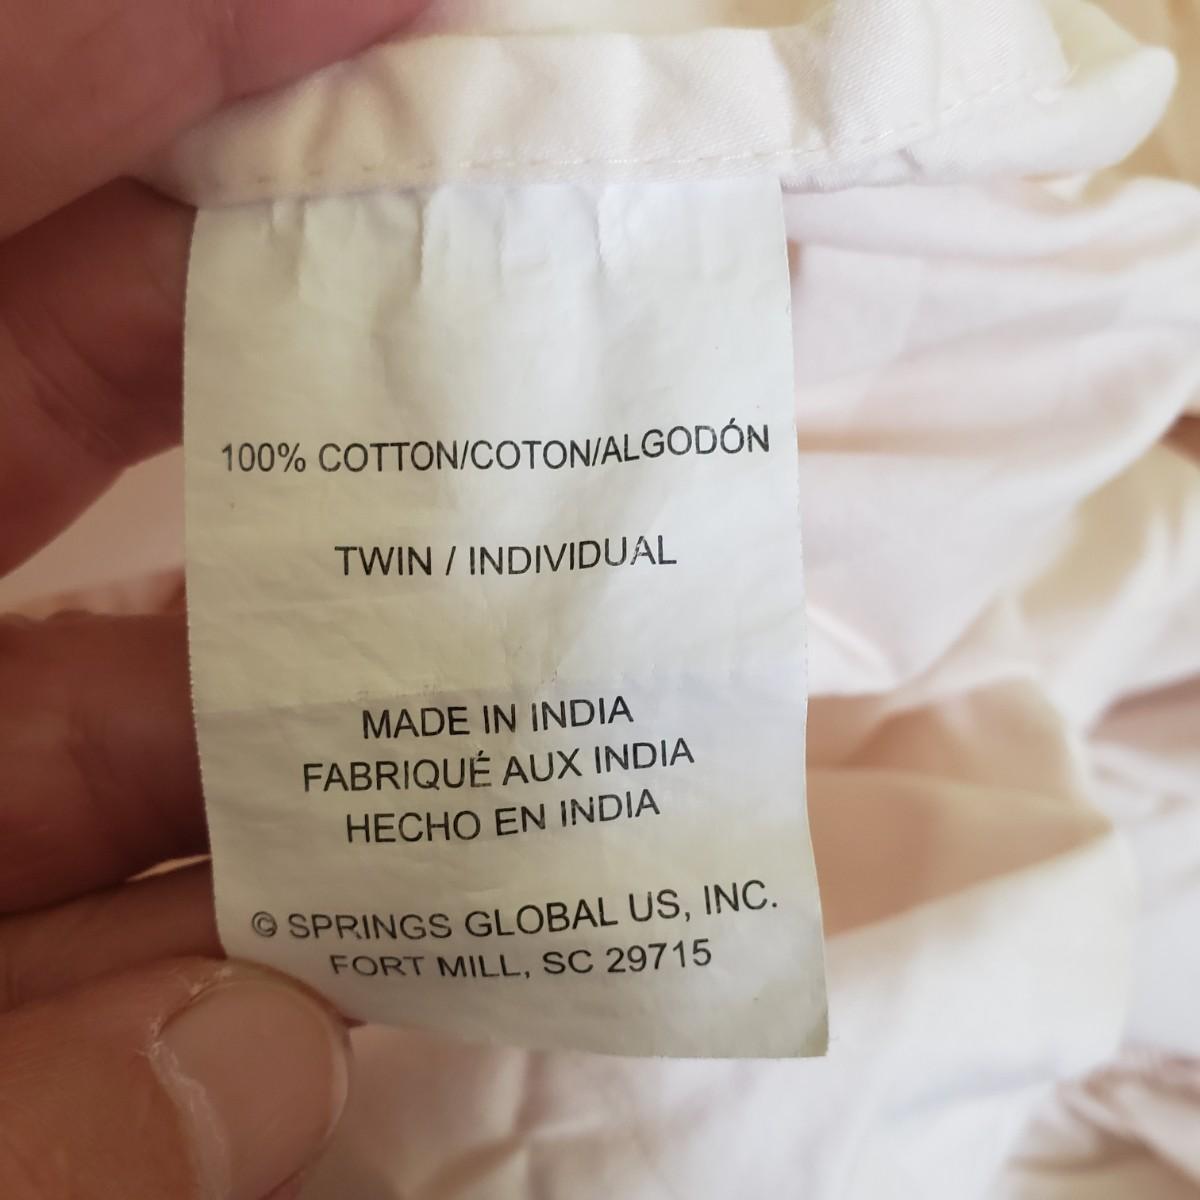 100% COTTON/COTON/ALGODÓN
TWIN / INDIVIDUAL
MADE IN INDIA
FABRIQUÉ AUX INDIA
HECHO EN INDIA
© SPRINGS GLOBAL US, INC.
FORT MILL, SC 29715